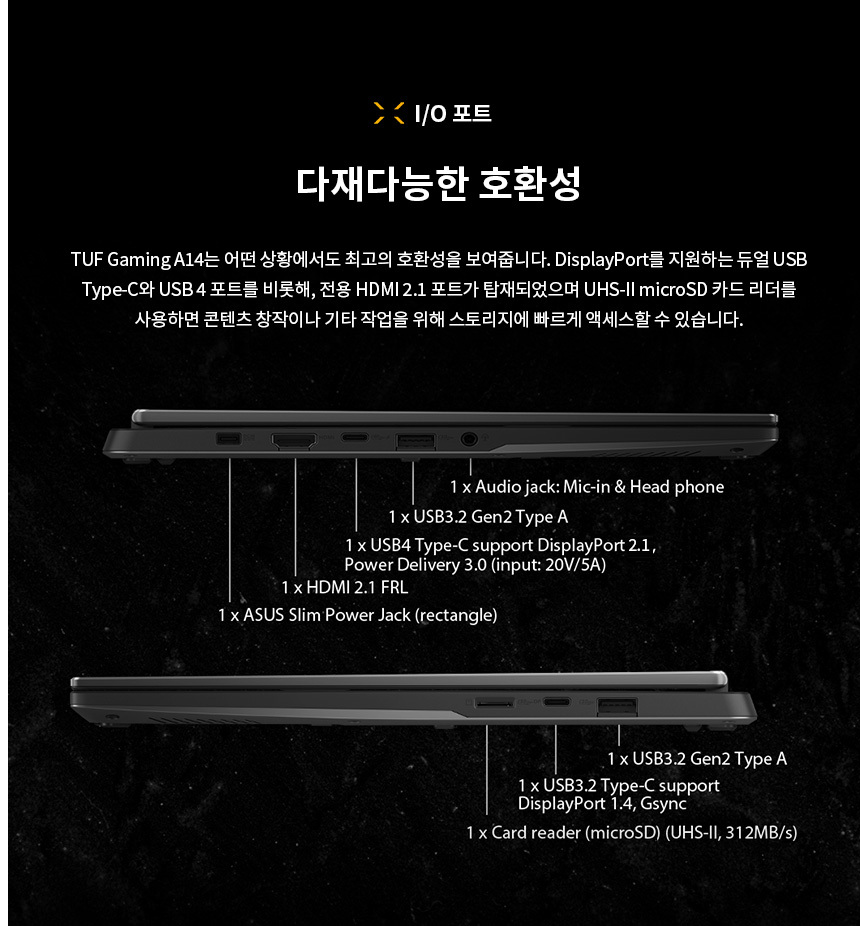 I/O 포트
다재다능한 호환성
TUF Gaming A14는 어떤 상황에서도 최고의 호환성을 보여줍니다. DisplayPort를 지원하는 듀얼 USB
Type-C와 USB 4 포트를 비롯해, 전용 HDMI 2.1 포트가 탑재되었으며 UHS-II microSD 카드 리더를
사용하면 콘텐츠 창작이나 기타 작업을 위해 스토리지에 빠르게 액세스할 수 있습니다.
1 x Audio jack: Mic-in & Head phone
1 x USB3.2 Gen2 Type A
1 x USB4 Type-C support DisplayPort 2.1,
Power Delivery 3.0 (input: 20V/5A)
1 x HDMI 2.1 FRL
1 x ASUS Slim Power Jack (rectangle)
1 x USB3.2 Gen2 Type A
1 x USB3.2 Type-C support
DisplayPort 1.4, Gsync
1 x Card reader (microSD) (UHS-II, 312MB/s)